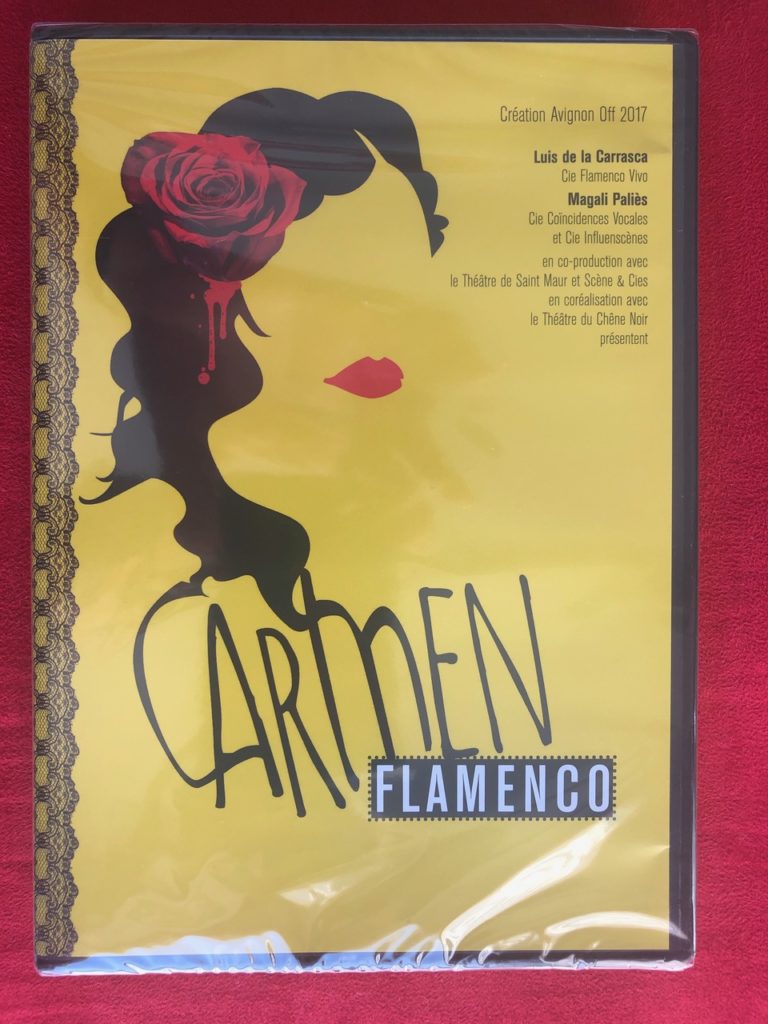 Création Avignon Off 2017
Luis de la Carrasca
Cie Flamenco Vivo
Magali Paliès
Cie Coïncidences Vocales
et Cie Influenscènes
en co-production avec
le Théâtre de Saint Maur et Scène & Cies
en coréalisation avec
le Théâtre du Chêne Noir
présentent
CARMEN
FLAMENCO